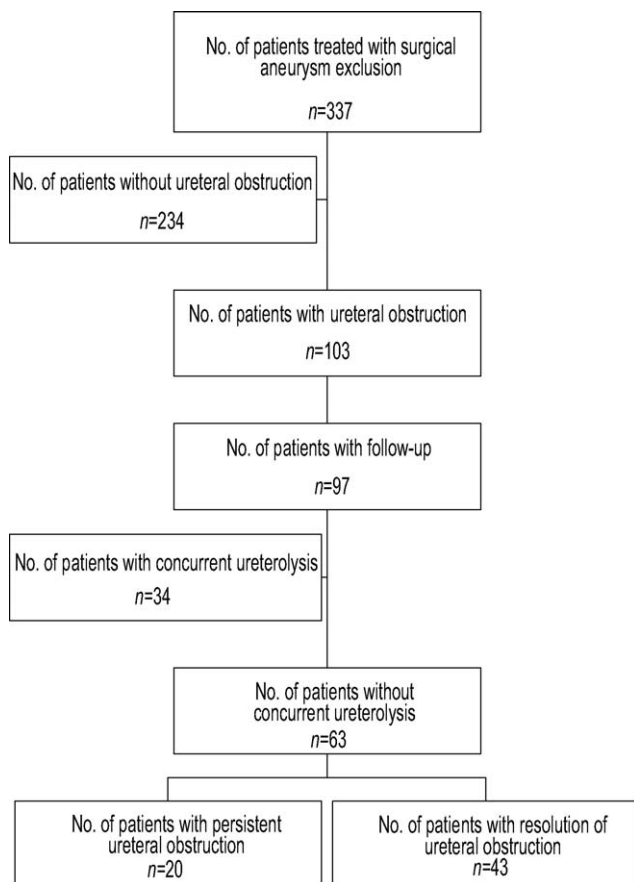 No. of patients treated with surgical
aneurysm exclusion
n=337
No. of patients without ureteral obstruction
n=234
No. of patients with ureteral obstruction
n=103
No. of patients with follow-up
n=97
No. of patients with concurrent ureterolysis
n=34
No. of patients without
concurrent ureterolysis
n=63
No. of patients with persistent
ureteral obstruction
n=20
No. of patients with resolution of
ureteral obstruction
n=43